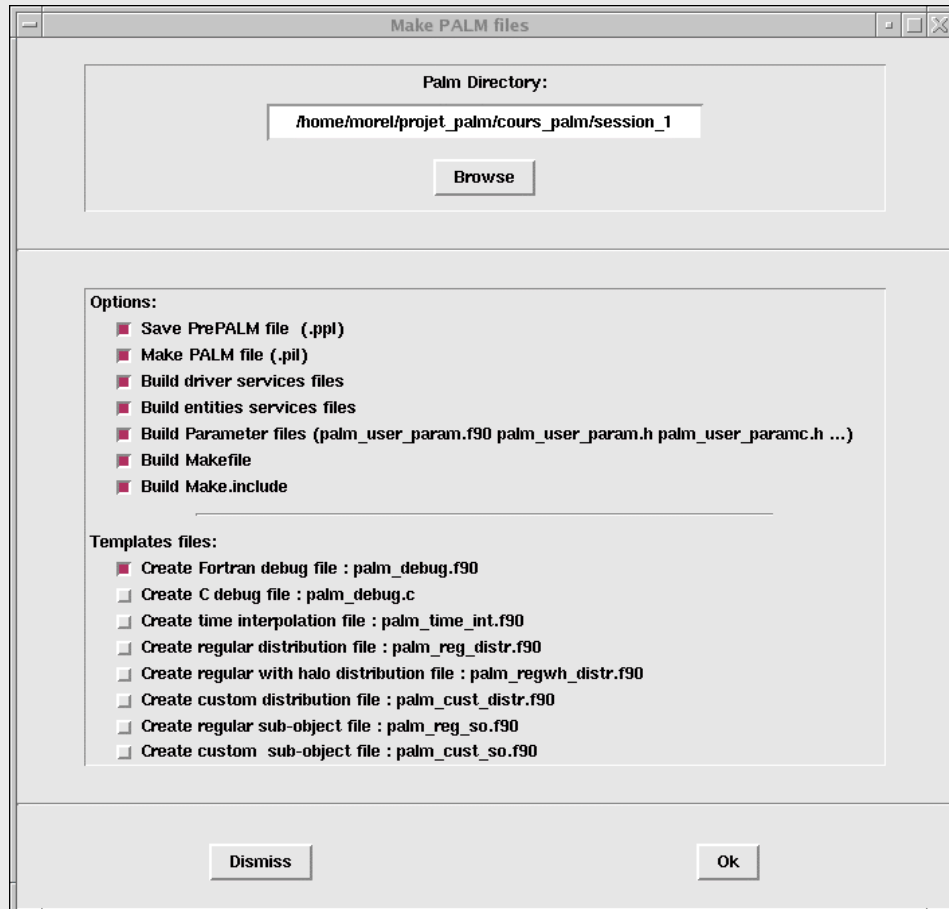 Make PALM files
Palm Directory:
/home/morel/projet_palm/cours_palm/session_1
Browse
Options:
Save PrePALM file (.ppl)
Make PALM file (.pil)
Build driver services files
Build entities services files
Build Parameter files (palm_user_param.f90 palm_user_param.h palm_user_paramc.h ...)
Build Makefile
Build Make.include
Templates files:
Create Fortran debug file : palm_debug.f90
Create C debug file : palm_debug.c
Create time interpolation file : palm_time_int.f90
Create regular distribution file : palm_reg_distr.f90
Create regular with halo distribution file : palm_regwh_distr.f90
Create custom distribution file : palm_cust_distr.f90
Create regular sub-object file : palm_reg_so.f90
Create custom sub-object file : palm_cust_so.f90
Dismiss
Ok